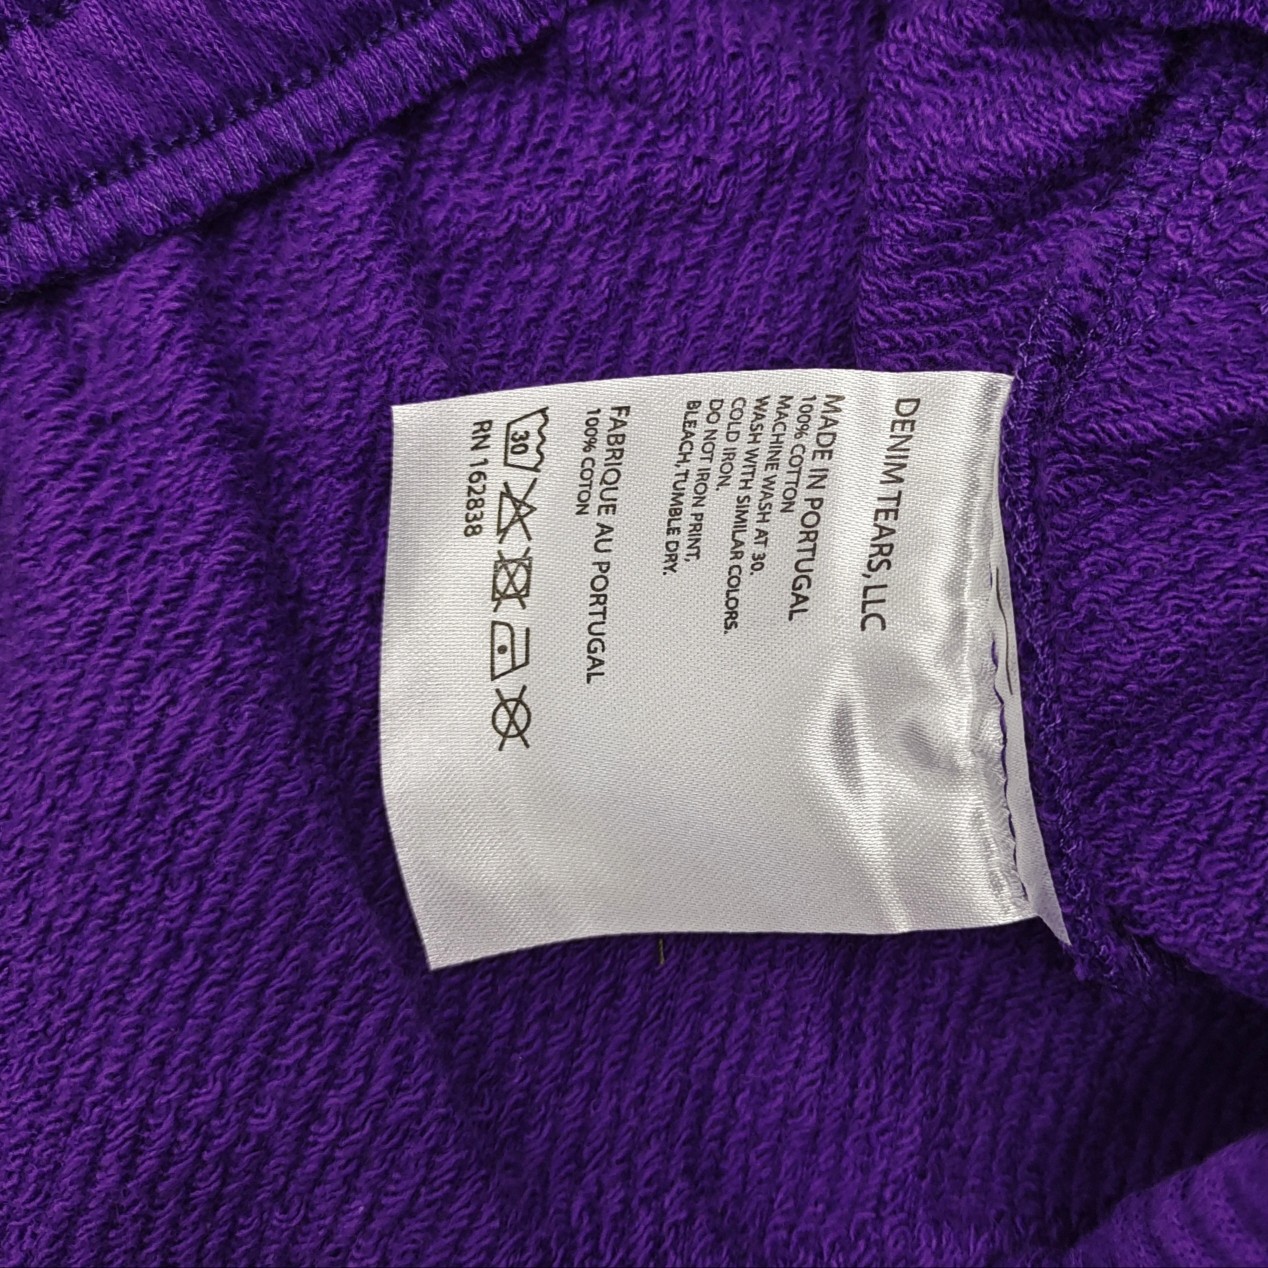 DENIM TEARS, LLC
MADE IN PORTUGAL
100% COTTON
MACHINE WASH AT 30.
WASH WITH SIMILAR COLORS.
COLD IRON.
DO NOT IRON PRINT,
BLEACH, TUMBLE DRY.
FABRIQUE AU PORTUGAL
100% COTON
30
RN 162838